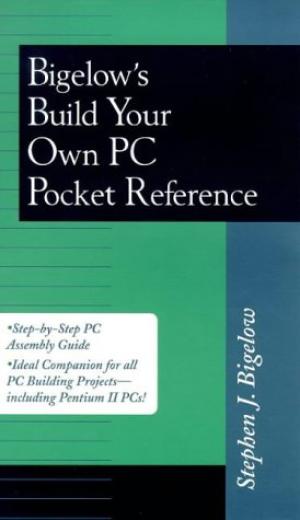 Bigelow's
Build Your
Own PC
Pocket Reference
•Step-by-Step PC
Assembly Guide
•Ideal Companion for all
PC Building Projects—
including Pentium II PCs!
Stephen J. Bigelow